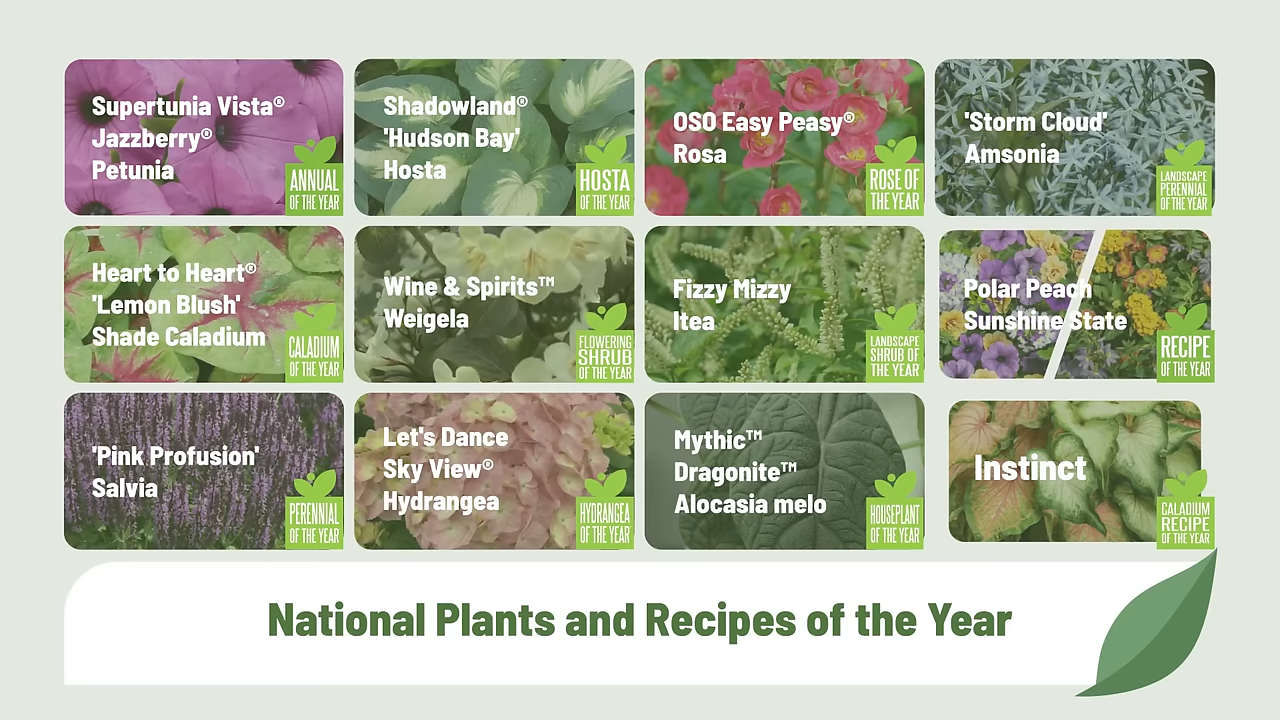 Supertunia Vista®
Jazzberry®
Petunia
ANNUAL
OF THE YEAR
Shadowland®
'Hudson Bay'
Hosta
HOSTA
OF THE YEAR
OSO Easy Peasy®
Rosa
ROSE OF
THE YEAR
'Storm Cloud'
Amsonia
LANDSCAPE
PERENNIAL
OF THE YEAR
Heart to Heart®
'Lemon Blush'
Shade Caladium
CALADIUM
OF THE YEAR
Wine & Spirits™
Weigela
FLOWERING
SHRUB
OF THE YEAR
Fizzy Mizzy
Itea
LANDSCAPE
SHRUB OF
THE YEAR
Polar Peach
Sunshine State
RECIPE
OF THE YEAR
'Pink Profusion'
Salvia
PERENNIAL
OF THE YEAR
Let's Dance
Sky View®
Hydrangea
HYDRANGEA
OF THE YEAR
Mythic™
Dragonite™
Alocasia melo
HOUSEPLANT
OF THE YEAR
Instinct
CALADIUM
RECIPE
OF THE YEAR
National Plants and Recipes of the Year